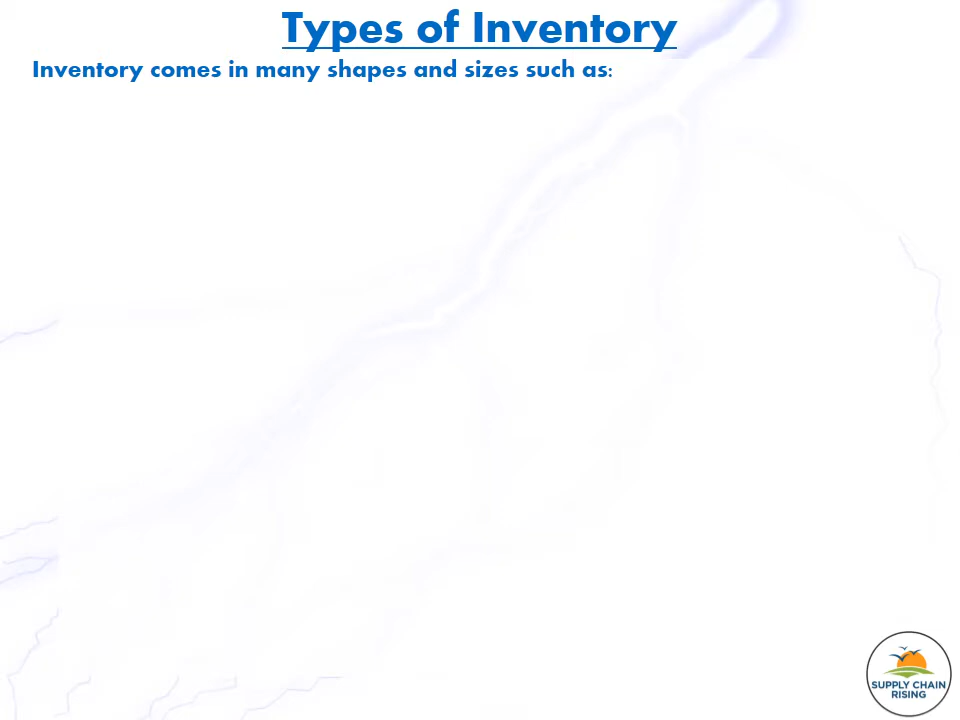 Types of Inventory
Inventory comes in many shapes and sizes such as:
SUPPLY CHAIN
RISING